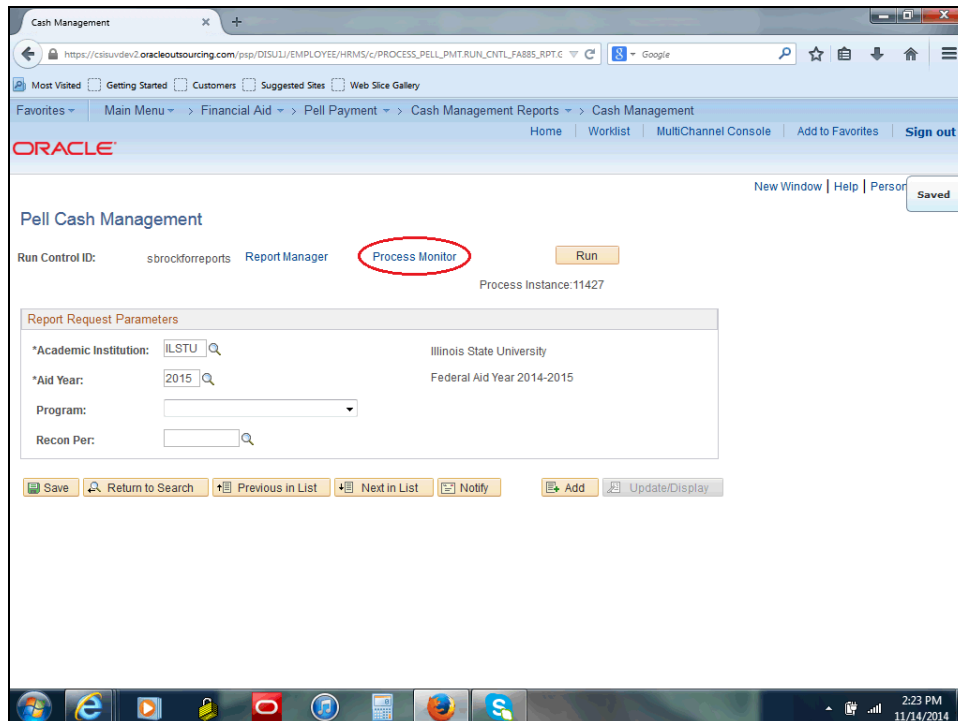 Cash Management
https://csisuvdev2.oracleoutsourcing.com/psp/DISUIJ/EMPLOYEE/HRMS/c/PROCESS_PELL_PMT.RUN_CNTL_FA885_RPT.G
8 Google
Most Visited Getting Started Customers Suggested Sites Web Slice Gallery
Favorites Main Menu > Financial Aid > Pell Payment > Cash Management Reports > Cash Management
Home Worklist MultiChannel Console Add to Favorites Sign out
ORACLE
New Window | Help | Person
Saved
Pell Cash Management
Run Control ID: sbrockforreports Report Manager Process Monitor Run
Process Instance:11427
Report Request Parameters
*Academic Institution: ILSTU Illinois State University
*Aid Year: 2015 Federal Aid Year 2014-2015
Program:
Recon Per:
Save Return to Search Previous in List Next in List Notify Add Update/Display
2:23 PM
11/14/2014